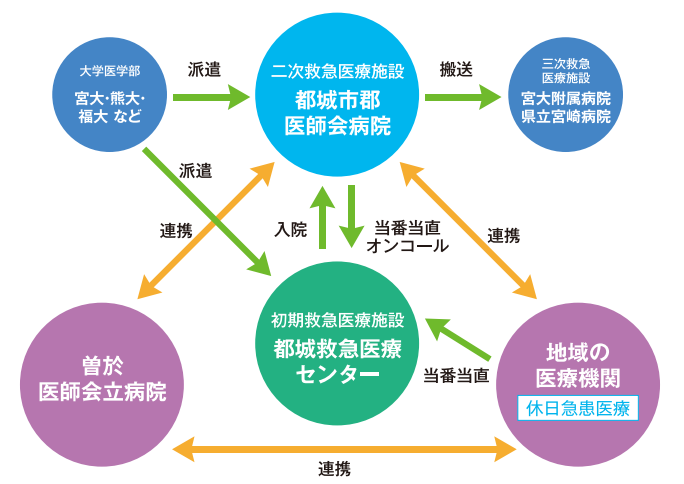 大学医学部
宮大・熊大・
福大 など
派遣
二次救急医療施設
都城市郡
医師会病院
搬送
三次救急
医療施設
宮大附属病院
県立宮崎病院
派遣
連携
入院
当番当直
オンコール
連携
初期救急医療施設
都城救急医療
センター
曽於
医師会立病院
当番当直
地域の
医療機関
休日急患医療
連携